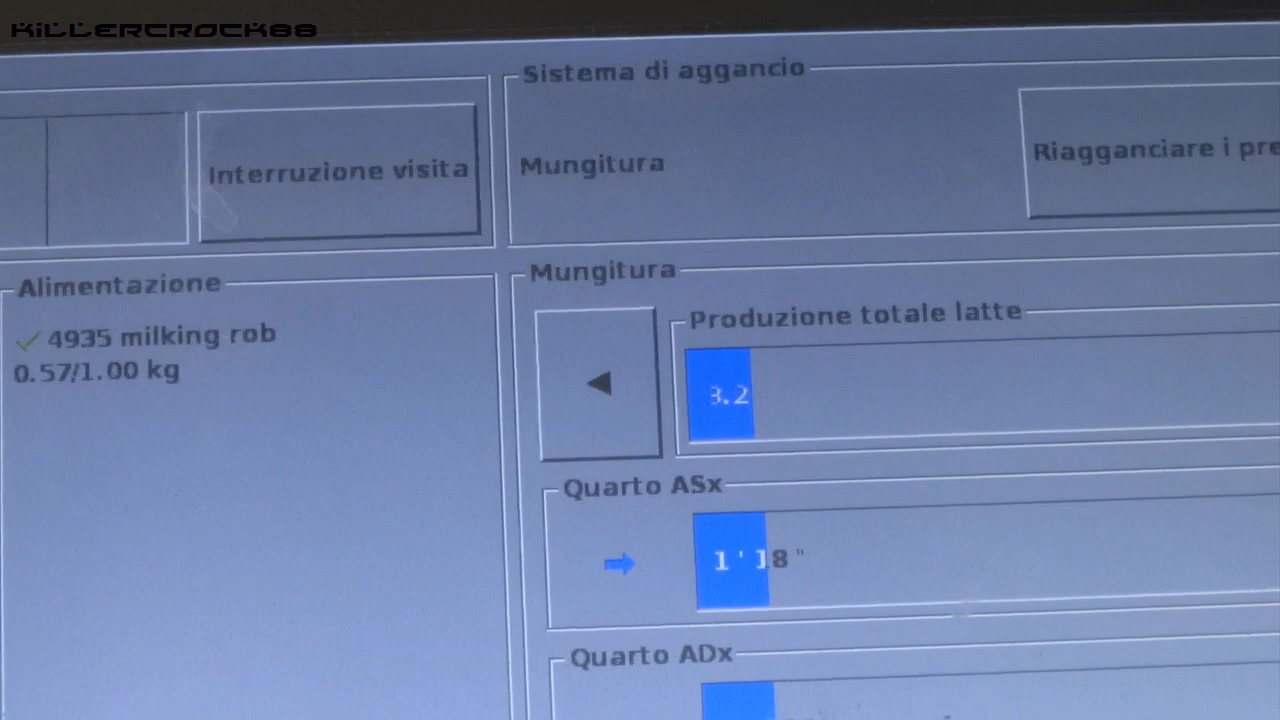 KiLLERCROCK88
Sistema di aggancio
Interruzione visita
Mungitura
Riagganciare i pre
Alimentazione
4935 milking rob
0.57/1.00 kg
Mungitura
Produzione totale latte
3.2
Quarto ASx
1'18"
Quarto ADx